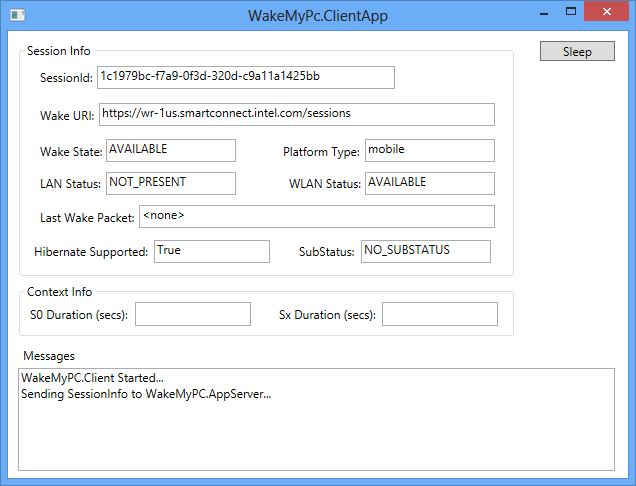 WakeMyPc.ClientApp
Session Info
Sleep
SessionId: 1c1979bc-f7a9-0f3d-320d-c9a11a1425bb
Wake URI: https://wr-1us.smartconnect.intel.com/sessions
Wake State: AVAILABLE Platform Type: mobile
LAN Status: NOT_PRESENT WLAN Status: AVAILABLE
Last Wake Packet: <none>
Hibernate Supported: True SubStatus: NO_SUBSTATUS
Context Info
S0 Duration (secs): Sx Duration (secs):
Messages
WakeMyPC.Client Started...
Sending SessionInfo to WakeMyPC.AppServer...